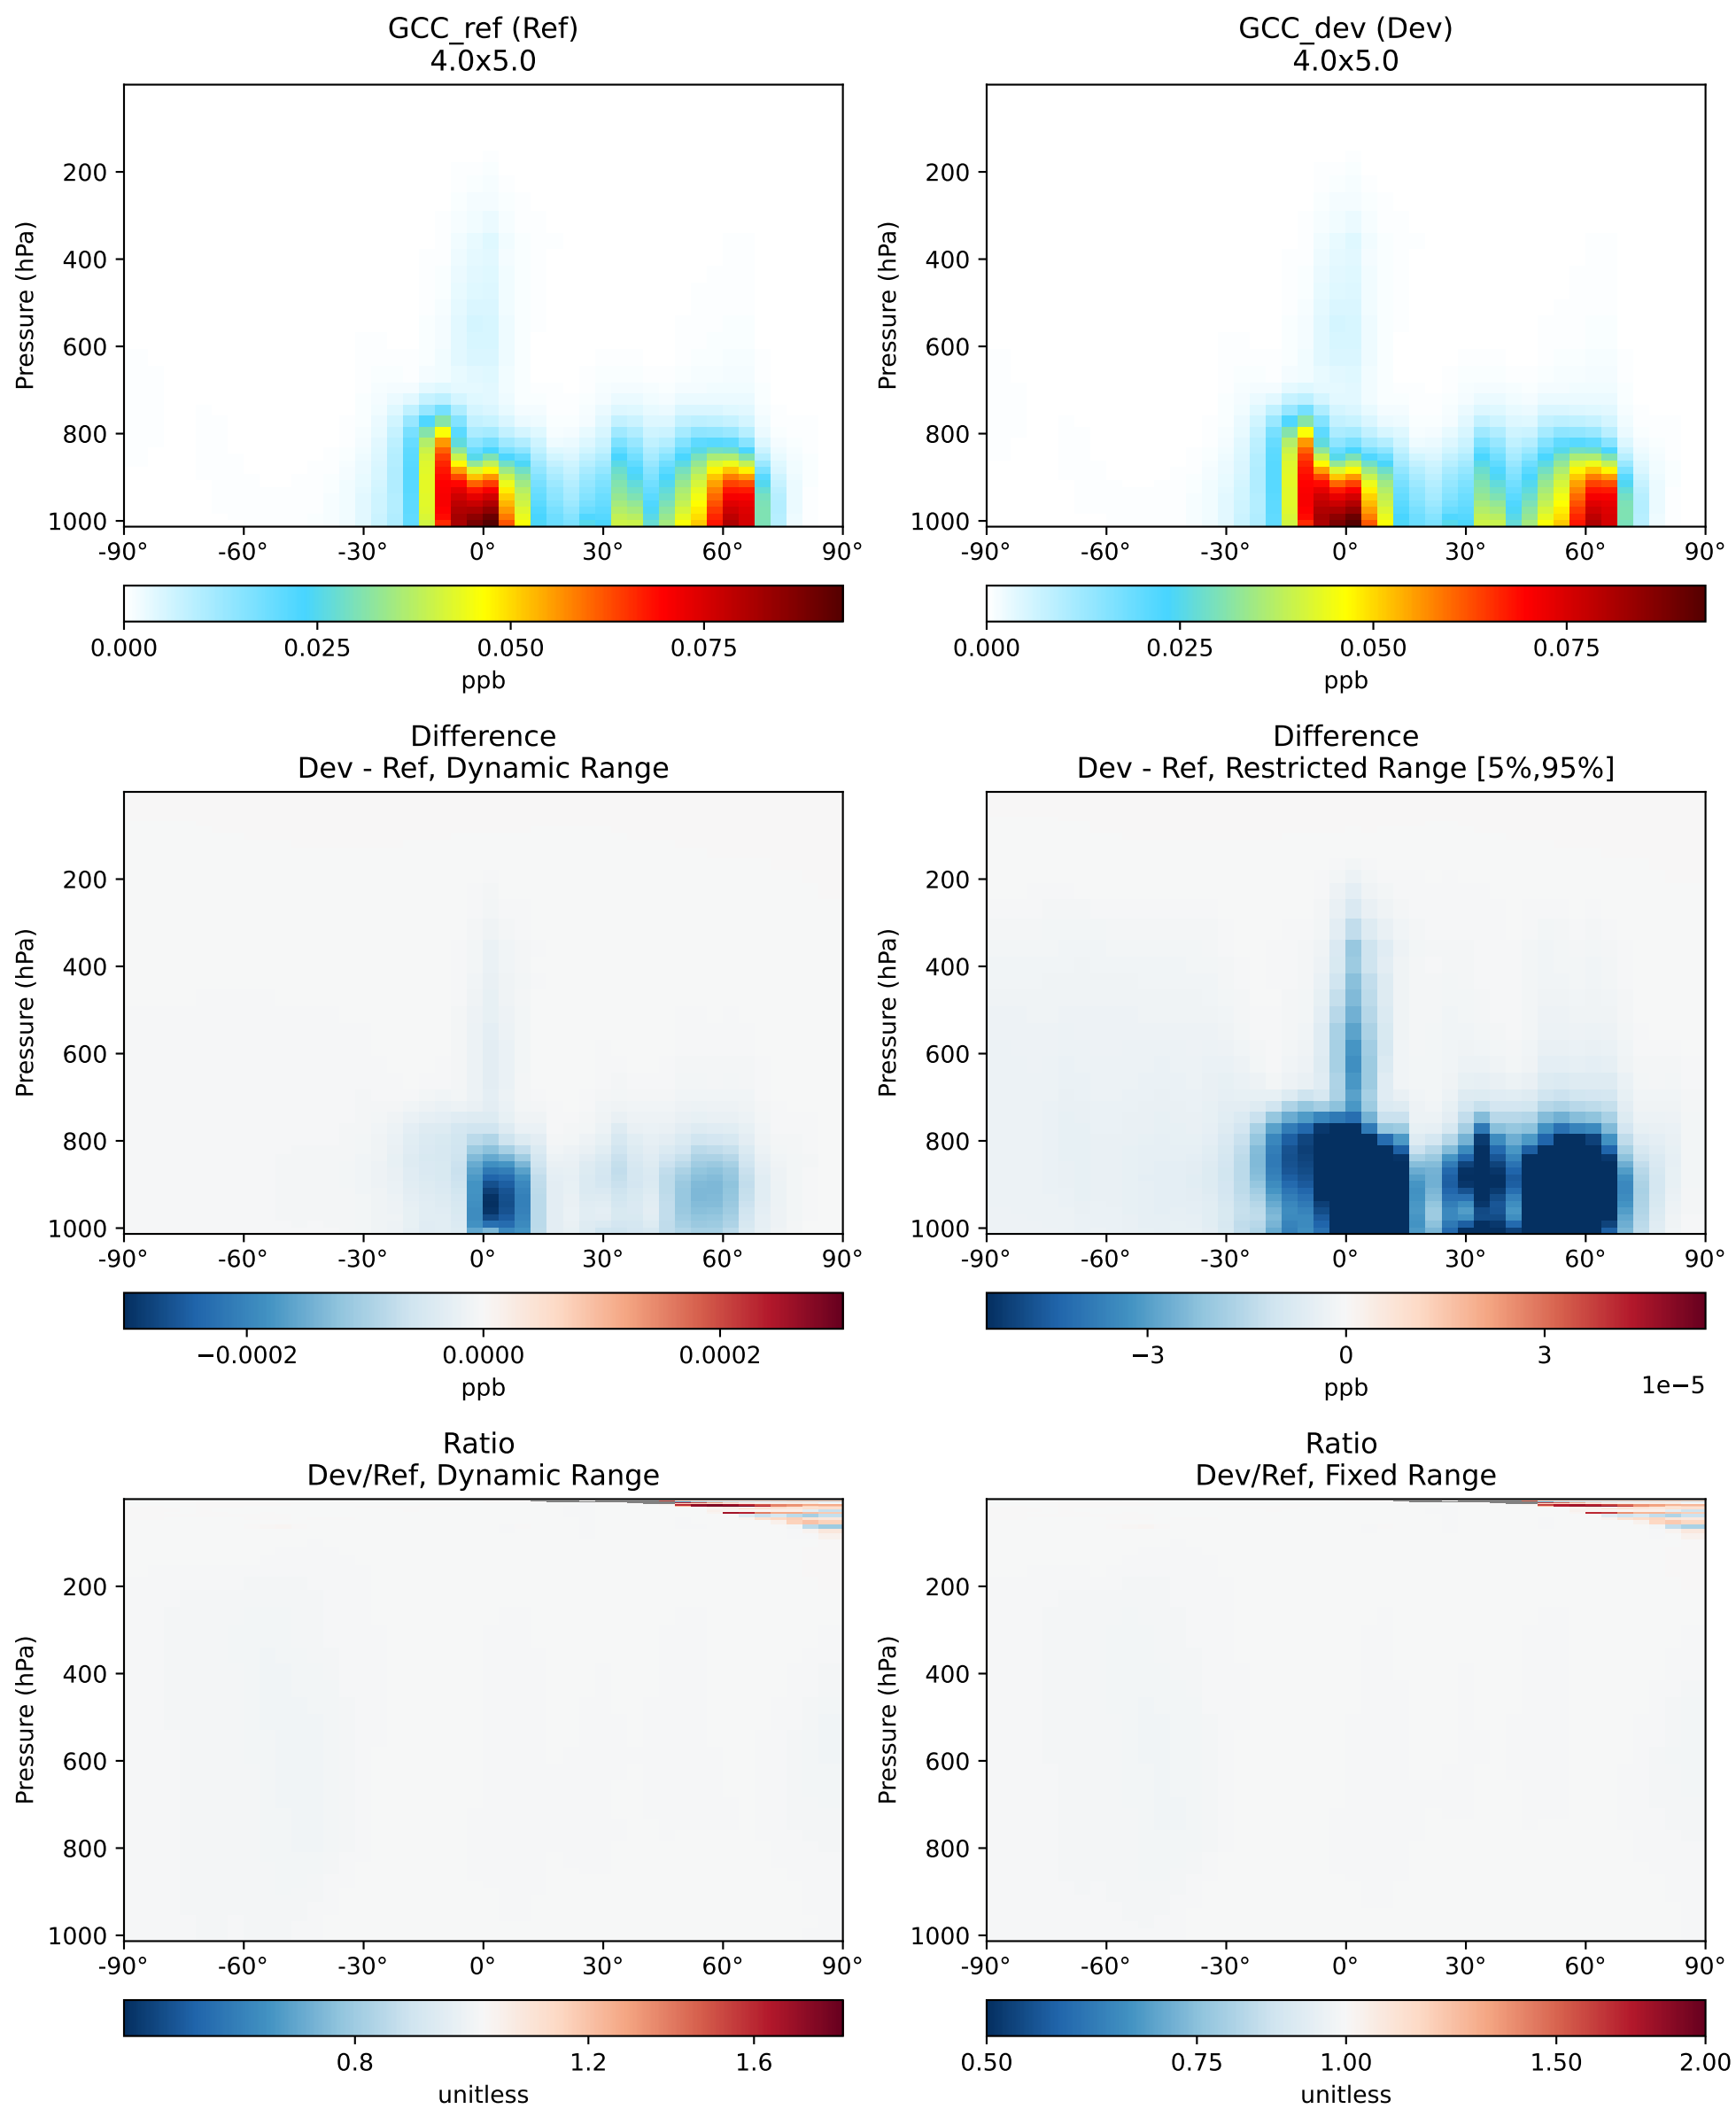 GCC_ref (Ref)
4.0x5.0
GCC_dev (Dev)
4.0x5.0
Pressure (hPa)
200
400
600
800
1000
-90° -60° -30° 0° 30° 60° 90°
0.000 0.025 0.050 0.075
ppb
Pressure (hPa)
200
400
600
800
1000
-90° -60° -30° 0° 30° 60° 90°
0.000 0.025 0.050 0.075
ppb
Difference
Dev - Ref, Dynamic Range
Difference
Dev - Ref, Restricted Range [5%,95%]
Pressure (hPa)
200
400
600
800
1000
-90° -60° -30° 0° 30° 60° 90°
−0.0002 0.0000 0.0002
ppb
Pressure (hPa)
200
400
600
800
1000
-90° -60° -30° 0° 30° 60° 90°
−3 0 3
1e−5
ppb
Ratio
Dev/Ref, Dynamic Range
Ratio
Dev/Ref, Fixed Range
Pressure (hPa)
200
400
600
800
1000
-90° -60° -30° 0° 30° 60° 90°
0.8 1.2 1.6
unitless
Pressure (hPa)
200
400
600
800
1000
-90° -60° -30° 0° 30° 60° 90°
0.50 0.75 1.00 1.50 2.00
unitless